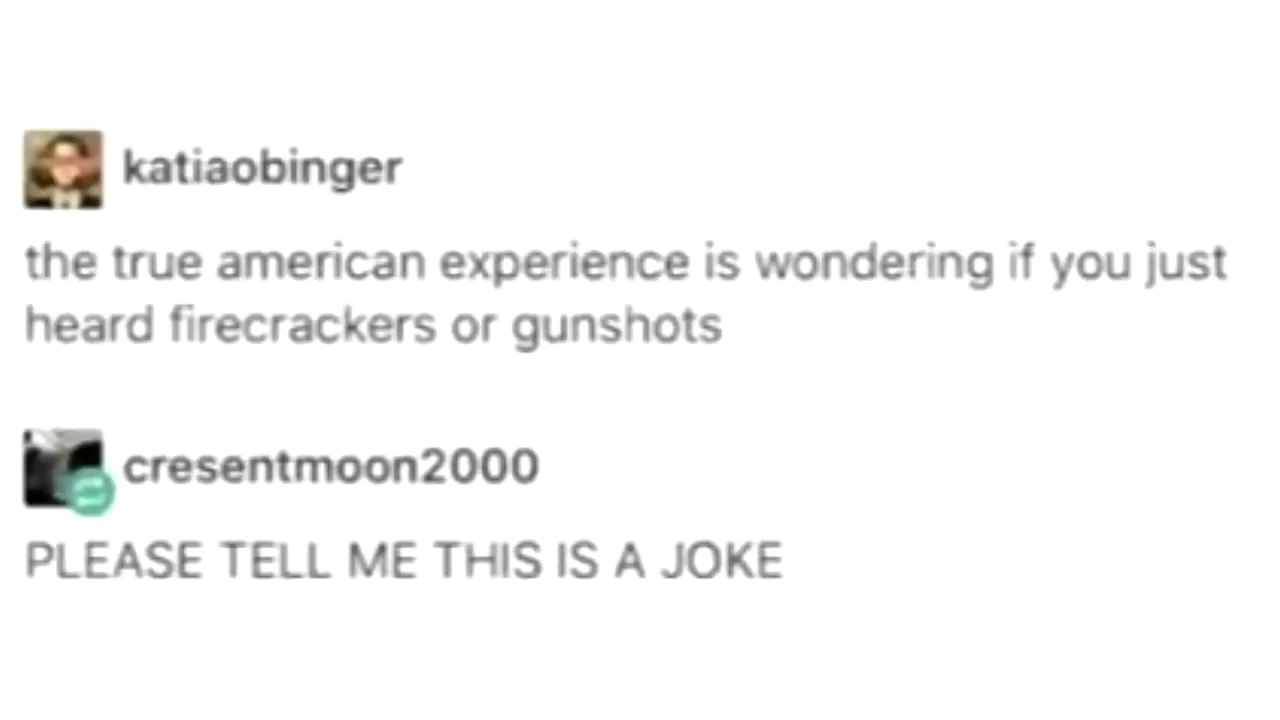 katiaobinger
the true american experience is wondering if you just
heard firecrackers or gunshots
cresentmoon2000
PLEASE TELL ME THIS IS A JOKE